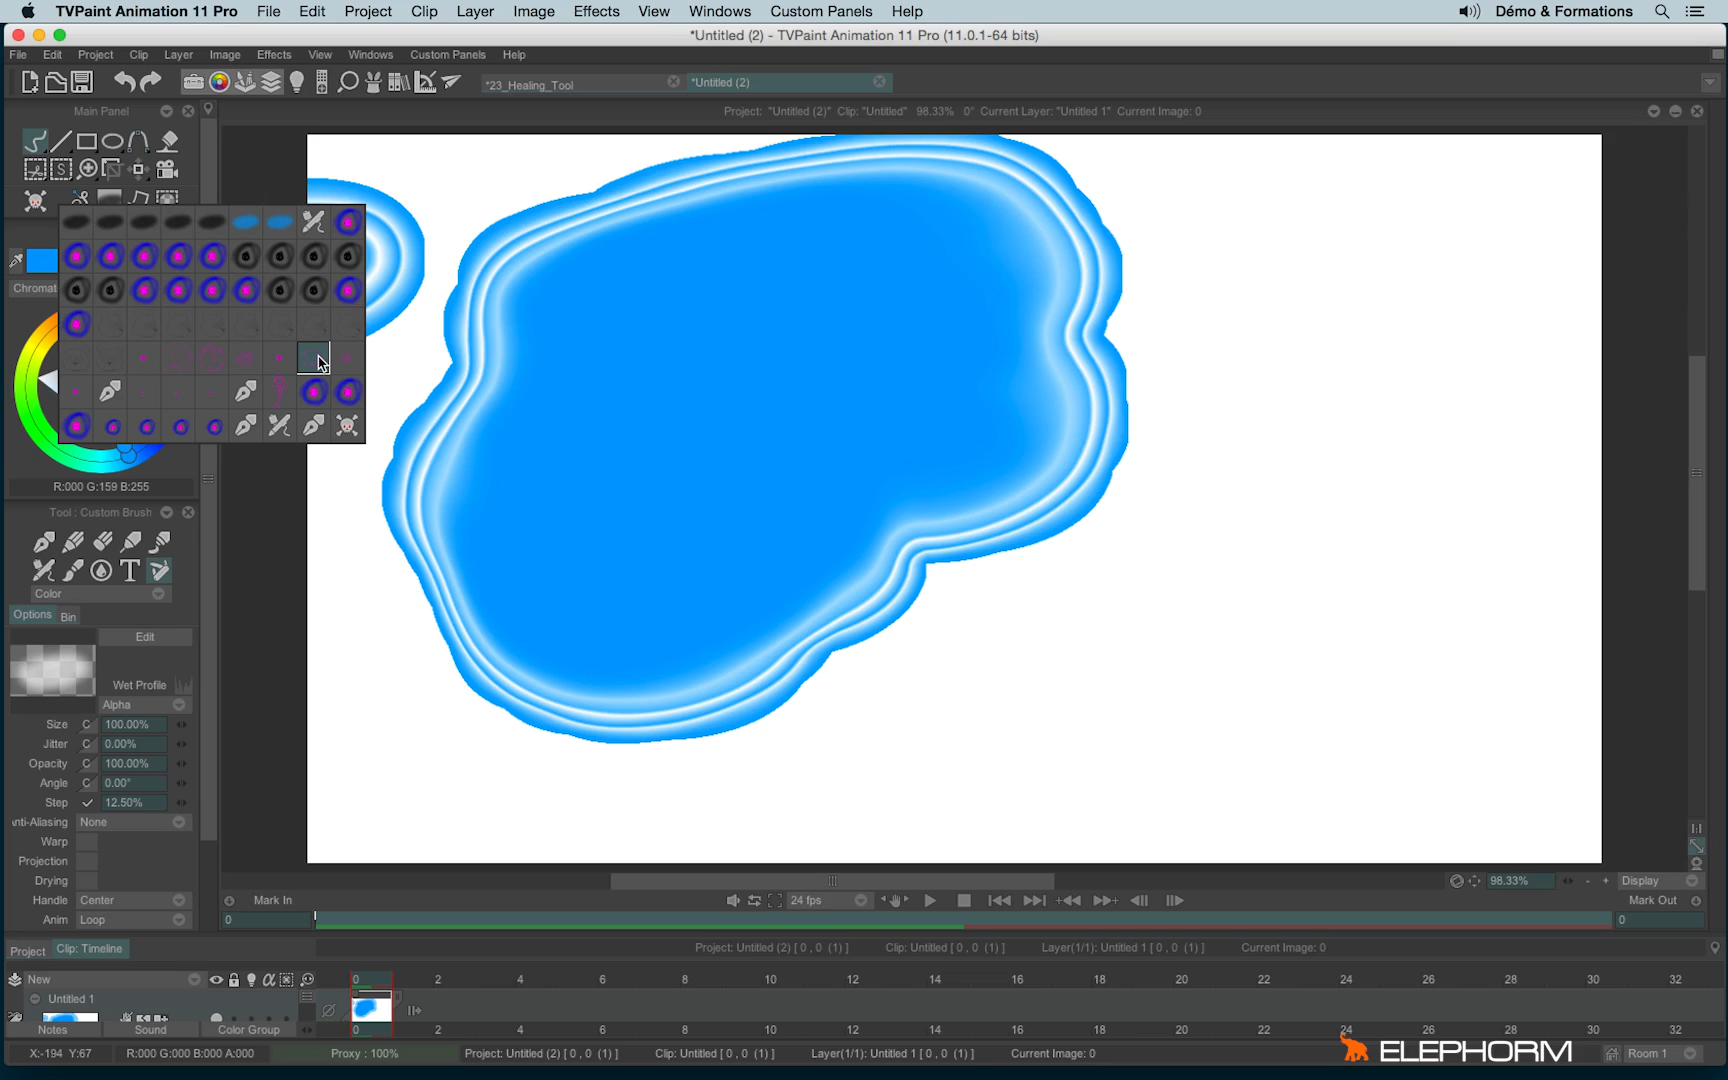 TVPaint Animation 11 Pro File Edit Project Clip Layer Image Effects View Windows Custom Panels Help Démo & Formations
*Untitled (2) - TVPaint Animation 11 Pro (11.0.1-64 bits)
File Edit Project Clip Layer Image Effects View Windows Custom Panels Help
*23_Healing_Tool *Untitled (2)
Main Panel
Project: "Untitled (2)" Clip: "Untitled" 98.33% 0° Current Layer: "Untitled 1" Current Image: 0
Chromat
R:000 G:159 B:255
Tool : Custom Brush
T
Color
Options Bin
Edit
Wet Profile
Alpha
Size C 100.00%
Jitter C 0.00%
Opacity C 100.00%
Angle C 0.00°
Step 12.50%
nti-Aliasing None
Warp
Projection
Drying
Handle Center
Anim Loop
98.33% - + Display
Mark In 24 fps Mark Out
0 0
Project Clip: Timeline Project: Untitled (2) [ 0 , 0 (1) ] Clip: Untitled [ 0 , 0 (1) ] Layer(1/1): Untitled 1 [ 0 , 0 (1) ] Current Image: 0
New 0 2 4 6 8 10 12 14 16 18 20 22 24 26 28 30 32
Untitled 1
Notes Sound Color Group 0 2 4 6 8 10 12 14 16 18 20 22 24 26 28 30 32
X:-194 Y:67 R:000 G:000 B:000 A:000 Proxy : 100% Project: Untitled (2) [ 0 , 0 (1) ] Clip: Untitled [ 0 , 0 (1) ] Layer(1/1): Untitled 1 [ 0 , 0 (1) ] Current Image: 0 ELEPHORM Room 1